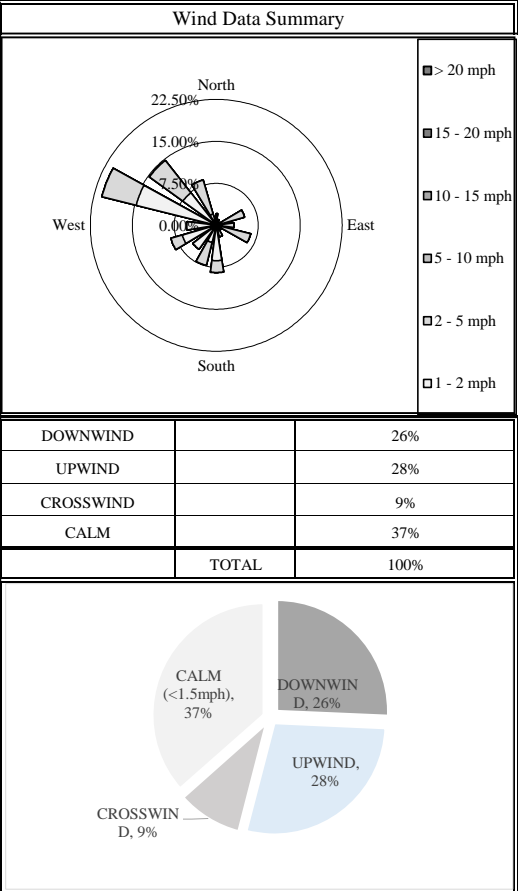 Wind Data Summary
North
22.50%
15.00%
7.50%
West
0.00%
East
South
> 20 mph
15 - 20 mph
10 - 15 mph
5 - 10 mph
2 - 5 mph
1 - 2 mph
DOWNWIND 26%
UPWIND 28%
CROSSWIND 9%
CALM 37%
TOTAL 100%
CALM
(<1.5mph),
37%
DOWNWIN
D, 26%
UPWIND,
28%
CROSSWIN
D, 9%